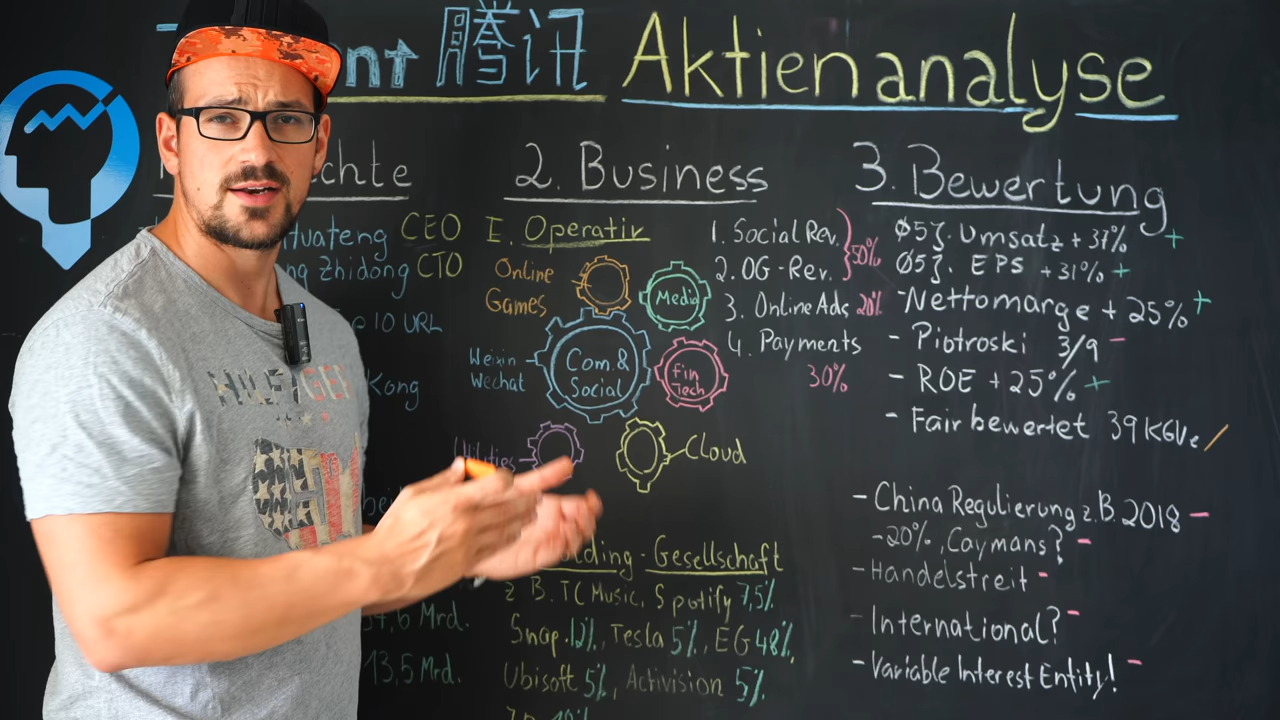 腾讯 Aktienanalyse
2. Business
3. Bewertung
CEO
Zhidong CTO
10 URL
Kong
Mrd.
13,5 Mrd.
I. Operativ
Online
Games
Media
Weixin
Wechat
Com.&
Social
fin
Tech
Utilities
Cloud
1. Social Rev.
2. OG-Rev.
50%
3. Online Ads 20%
4. Payments
30%
Gesellschaft
z B. TC Music, Spotify 7,5%
Snap 12%, Tesla 5%, EG 48%,
Ubisoft 5%, Activision 5%
Ø5J. Umsatz + 37% +
Ø5J. EPS + 31% +
- Nettomarge + 25% +
- Piotroski 3/9 -
- ROE + 25% +
- Fair bewertet 39 KGVe /
- China Regulierung z.B. 2018 -
-20%, Caymans? -
- Handelstreit -
- International? -
- Variable Interest Entity! -
HILFIGER